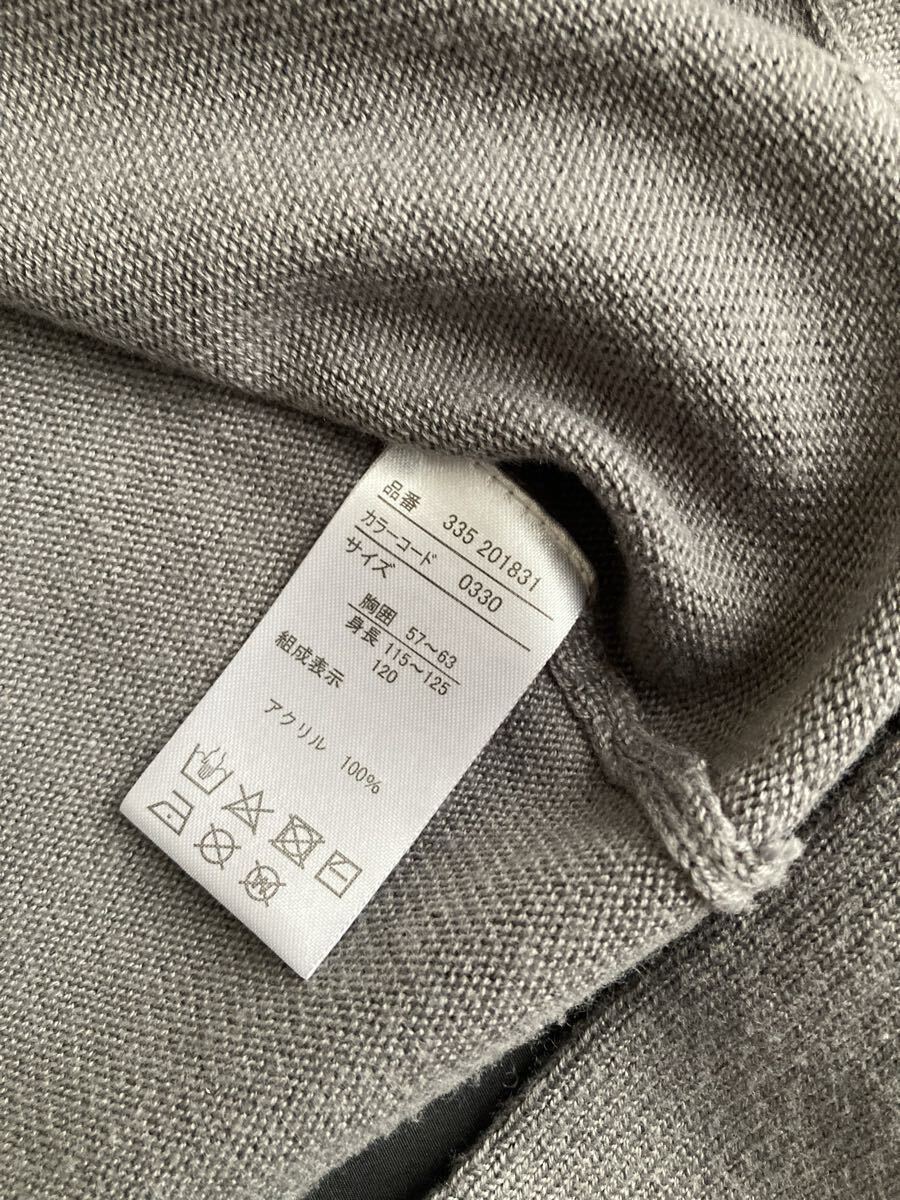 品番 335 201831
カラーコード 0330
サイズ
胸囲 57～63
身長 115～125
120
組成表示
アクリル 100%